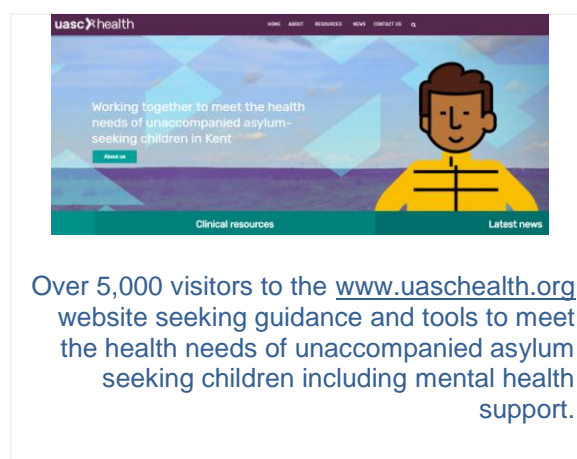 uasc health
HOME ABOUT RESOURCES NEWS CONTACT US
Working together to meet the health
needs of unaccompanied asylum-
seeking children in Kent
About us
Clinical resources
Latest news
Over 5,000 visitors to the www.uaschealth.org
website seeking guidance and tools to meet
the health needs of unaccompanied asylum
seeking children including mental health
support.